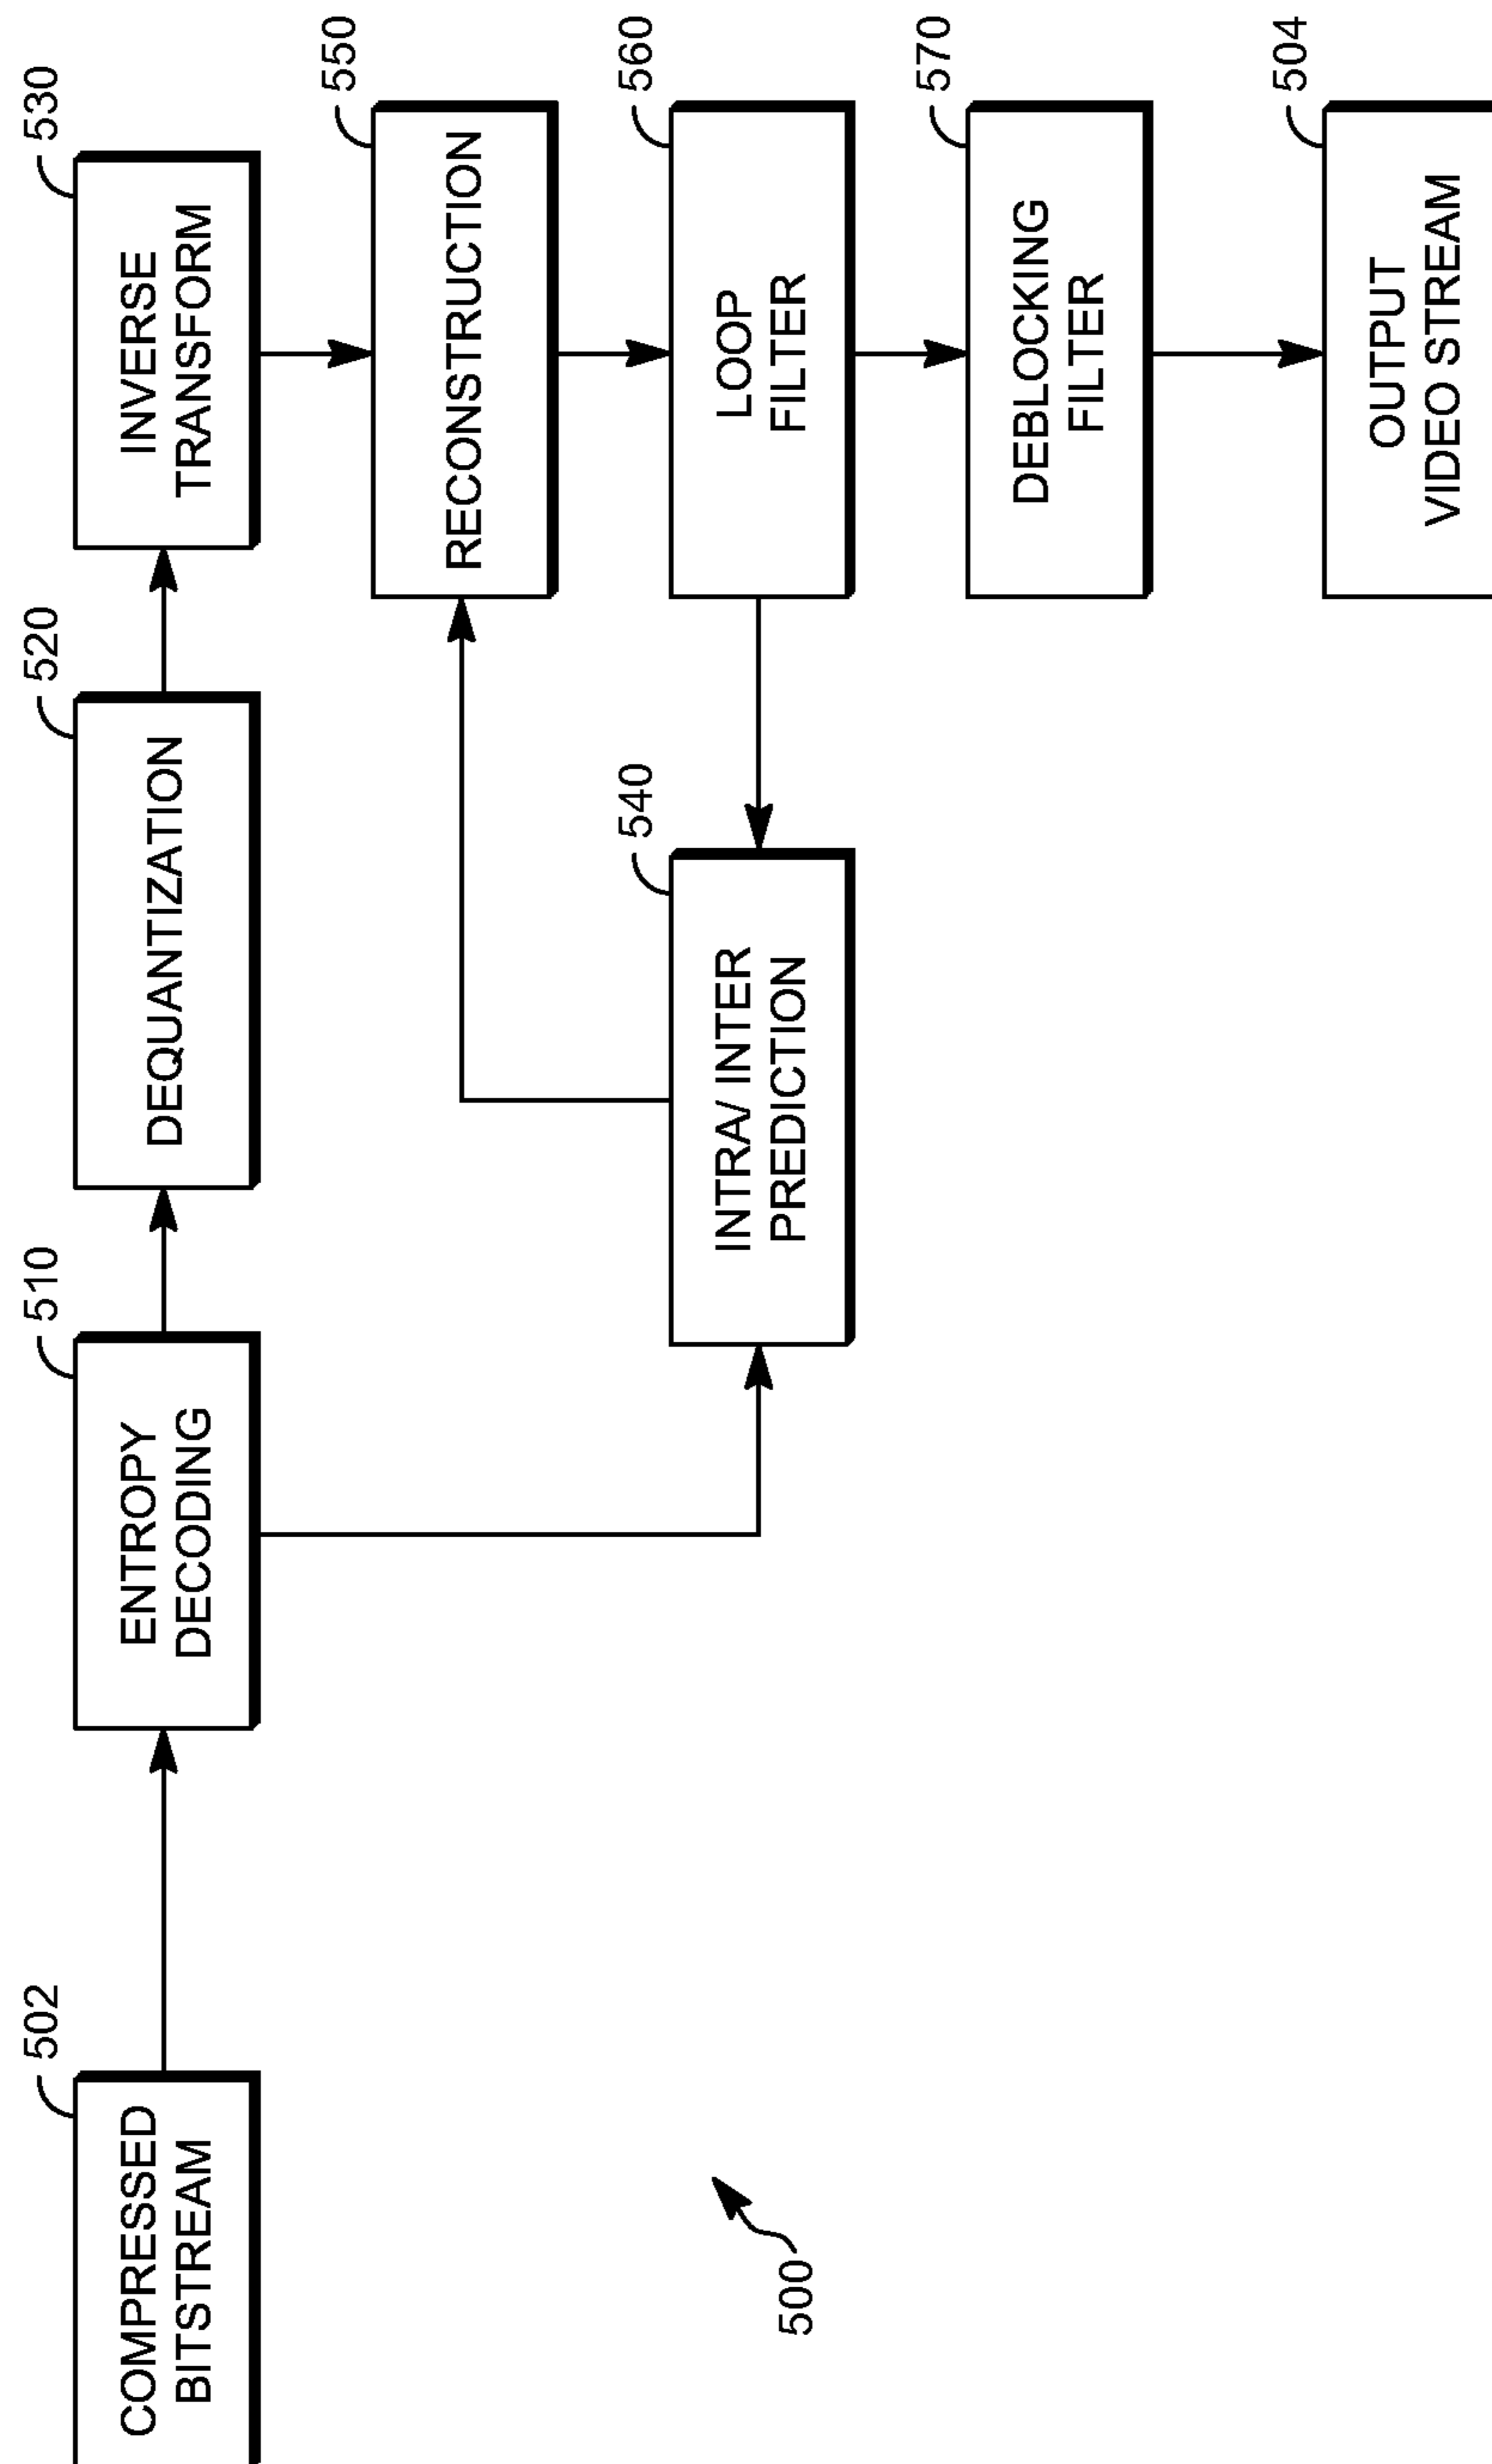 502
COMPRESSED
BITSTREAM
510
ENTROPY
DECODING
520
DEQUANTIZATION
530
INVERSE
TRANSFORM
550
RECONSTRUCTION
540
INTRA/ INTER
PREDICTION
560
LOOP
FILTER
500
570
DEBLOCKING
FILTER
504
OUTPUT
VIDEO STREAM